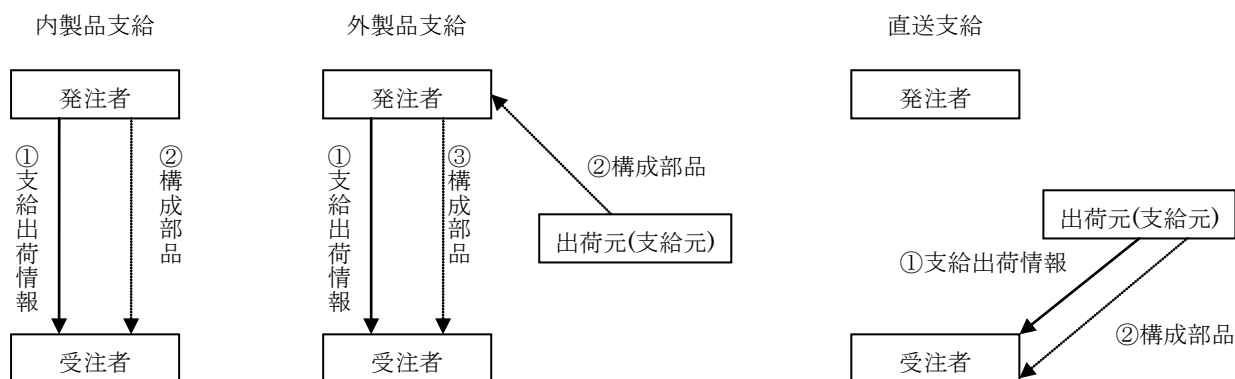 内製品支給
発注者
①支給出荷情報
②構成部品
受注者
外製品支給
発注者
①支給出荷情報
③構成部品
②構成部品
出荷元(支給元)
受注者
直送支給
発注者
出荷元(支給元)
①支給出荷情報
②構成部品
受注者